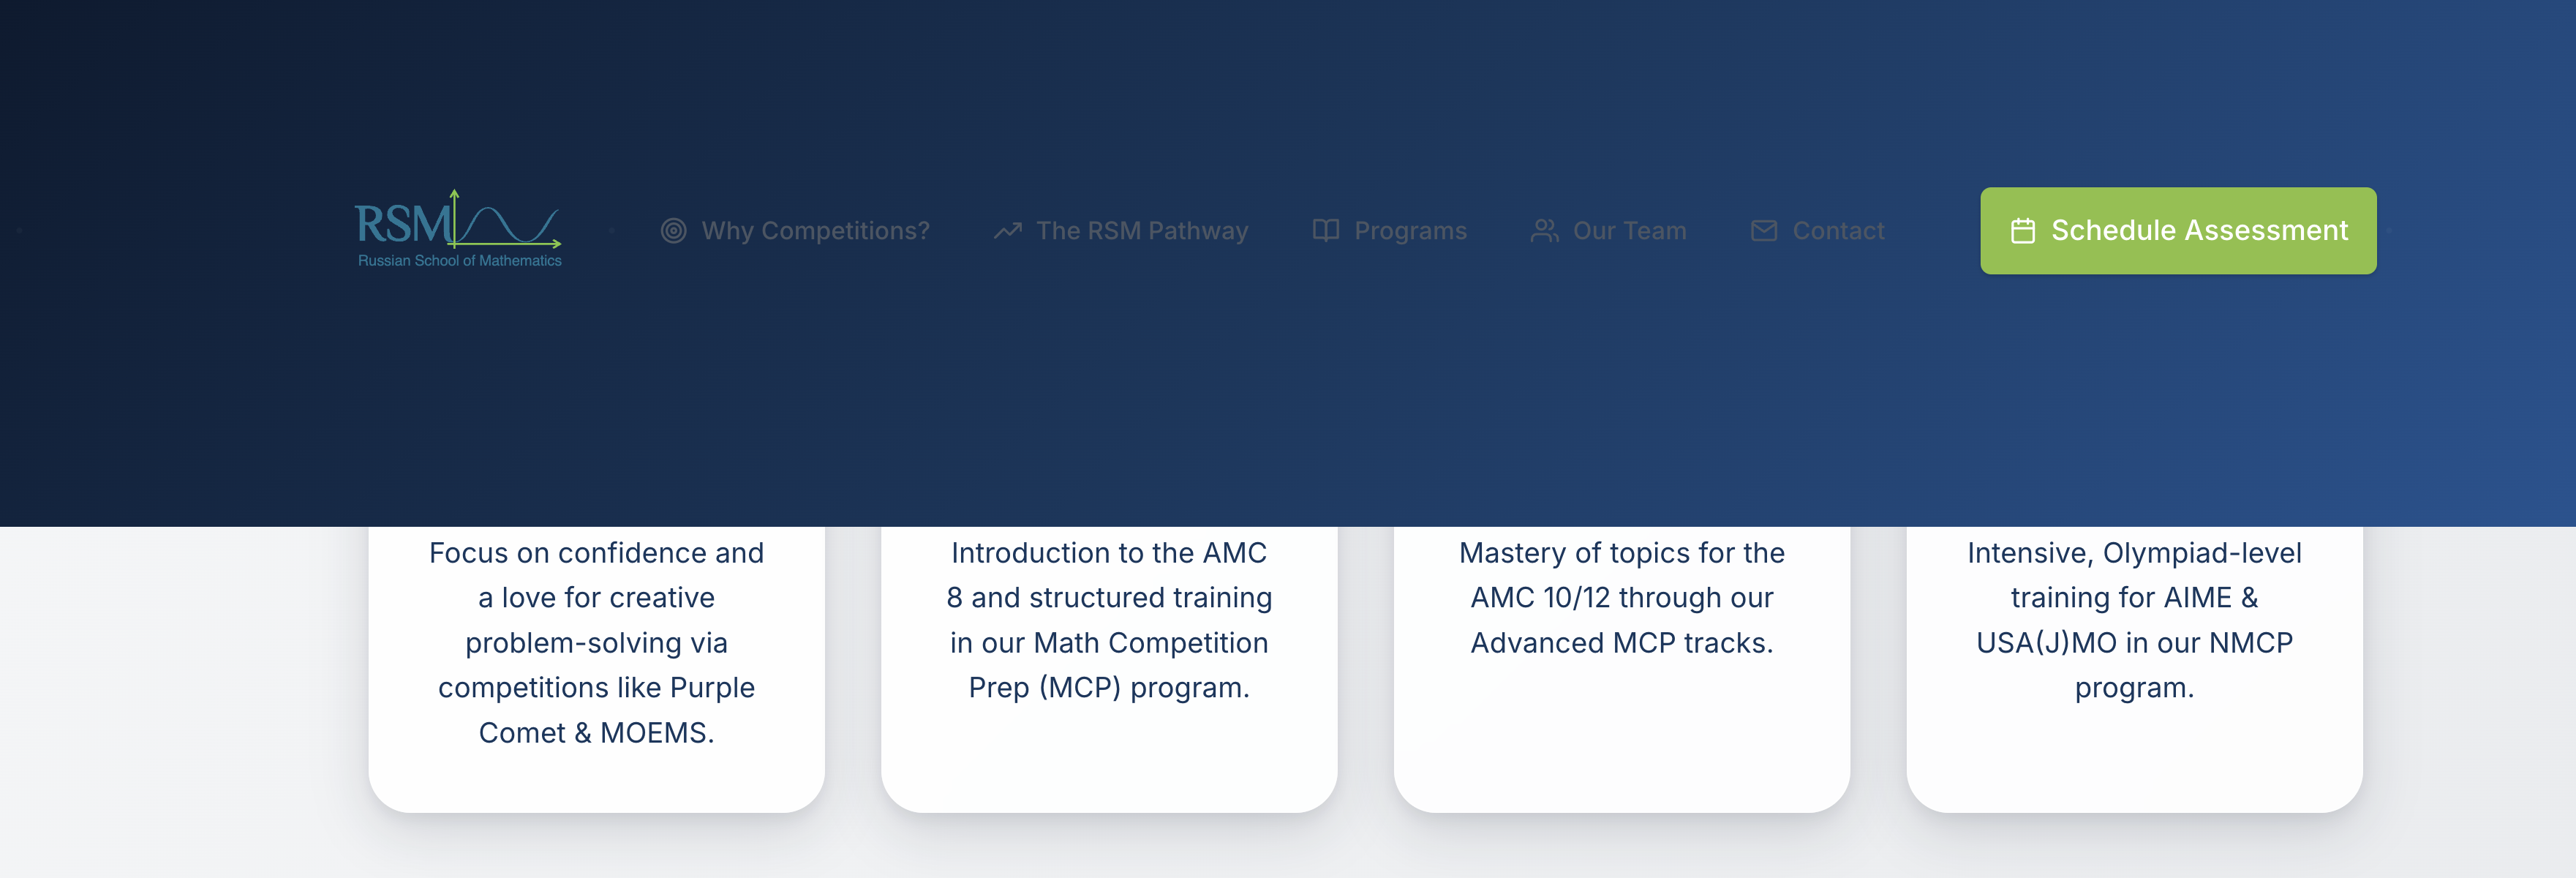 RSM
Russian School of Mathematics
Why Competitions?
The RSM Pathway
Programs
Our Team
Contact
Schedule Assessment
Focus on confidence and
a love for creative
problem-solving via
competitions like Purple
Comet & MOEMS.
Introduction to the AMC
8 and structured training
in our Math Competition
Prep (MCP) program.
Mastery of topics for the
AMC 10/12 through our
Advanced MCP tracks.
Intensive, Olympiad-level
training for AIME &
USA(J)MO in our NMCP
program.